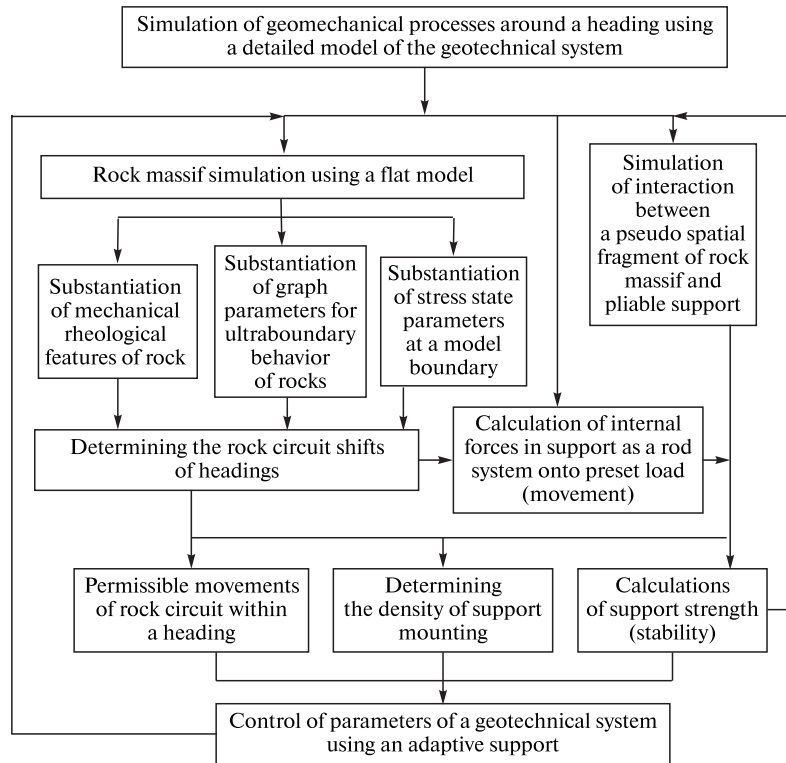 Simulation of geomechanical processes around a heading using
a detailed model of the geotechnical system
Rock massif simulation using a flat model
Simulation
of interaction
between
a pseudo spatial
fragment of rock
massif and
pliable support
Substantiation
of mechanical
rheological
features of rock
Substantiation
of graph
parameters for
ultraboundary
behavior
of rocks
Substantiation
of stress state
parameters
at a model
boundary
Determining the rock circuit shifts
of headings
Calculation of internal
forces in support as a rod
system onto preset load
(movement)
Permissible movements
of rock circuit within
a heading
Determining
the density of support
mounting
Calculations
of support strength
(stability)
Control of parameters of a geotechnical system
using an adaptive support